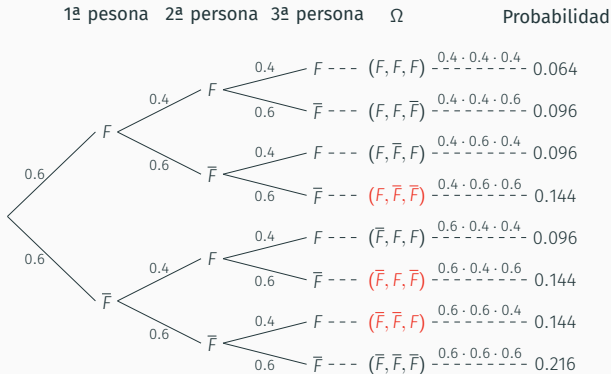 1ª pesona 2ª persona 3ª persona Ω Probabilidad
0.4 F (F, F, F) 0.4 · 0.4 · 0.4 0.064
0.4 F
0.6 F̅ (F, F, F̅) 0.4 · 0.4 · 0.6 0.096
0.6 F
0.4 F (F, F̅, F) 0.4 · 0.6 · 0.4 0.096
0.6 F̅
0.6 F̅ (F, F̅, F̅) 0.4 · 0.6 · 0.6 0.144
0.4 F (F̅, F, F) 0.6 · 0.4 · 0.4 0.096
0.4 F
0.6 F̅ (F̅, F, F̅) 0.6 · 0.4 · 0.6 0.144
0.6 F̅
0.4 F (F̅, F̅, F) 0.6 · 0.6 · 0.4 0.144
0.6 F̅
0.6 F̅ (F̅, F̅, F̅) 0.6 · 0.6 · 0.6 0.216